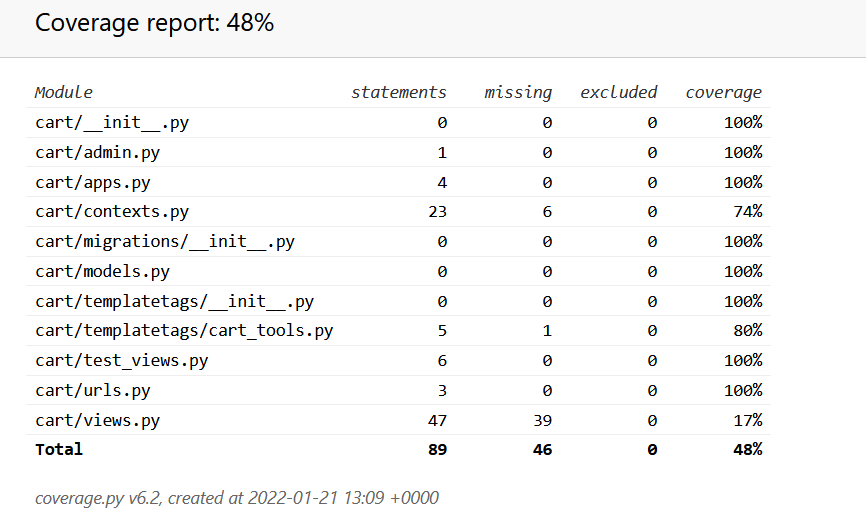 Coverage report: 48%
Module statements missing excluded coverage
cart/__init__.py 0 0 0 100%
cart/admin.py 1 0 0 100%
cart/apps.py 4 0 0 100%
cart/contexts.py 23 6 0 74%
cart/migrations/__init__.py 0 0 0 100%
cart/models.py 0 0 0 100%
cart/templatetags/__init__.py 0 0 0 100%
cart/templatetags/cart_tools.py 5 1 0 80%
cart/test_views.py 6 0 0 100%
cart/urls.py 3 0 0 100%
cart/views.py 47 39 0 17%
Total 89 46 0 48%
coverage.py v6.2, created at 2022-01-21 13:09 +0000